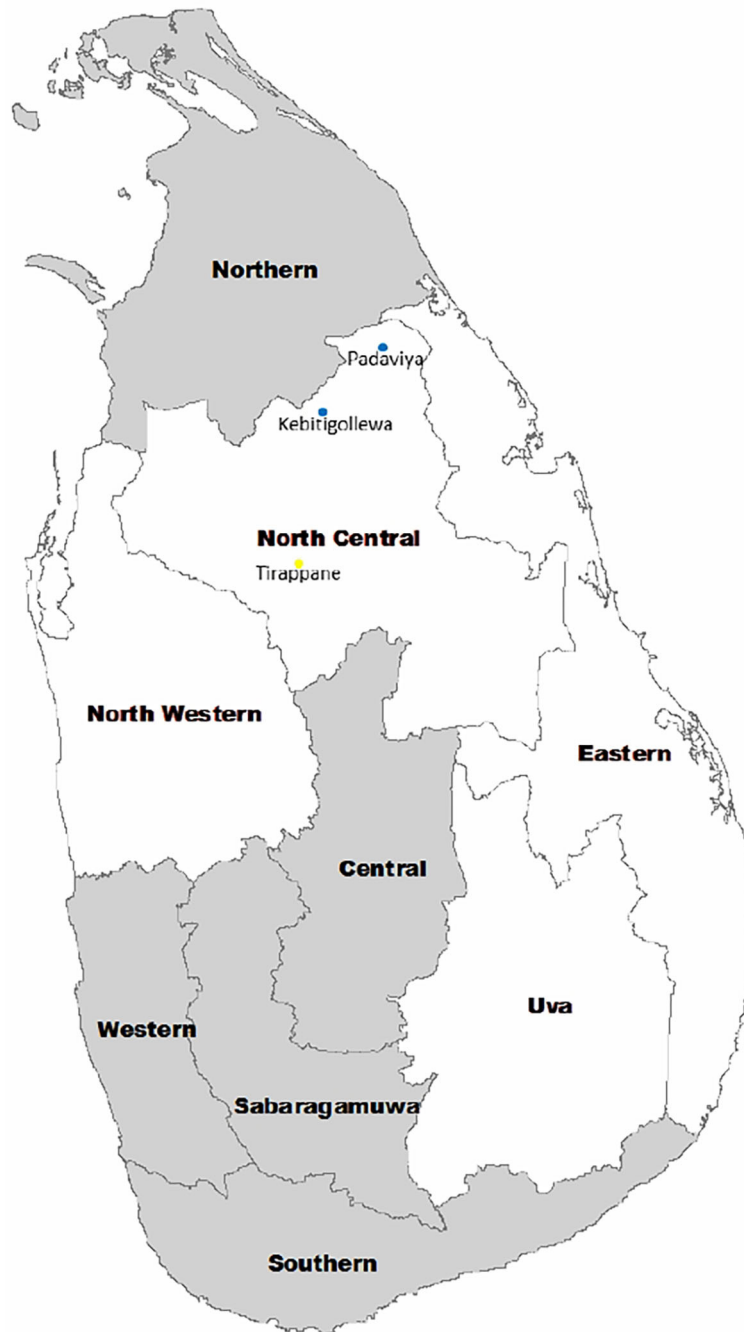 Northern
Padaviya
Kebitigollewa
North Central
Tirappane
North Western
Eastern
Central
Uva
Western
Sabaragamuwa
Southern